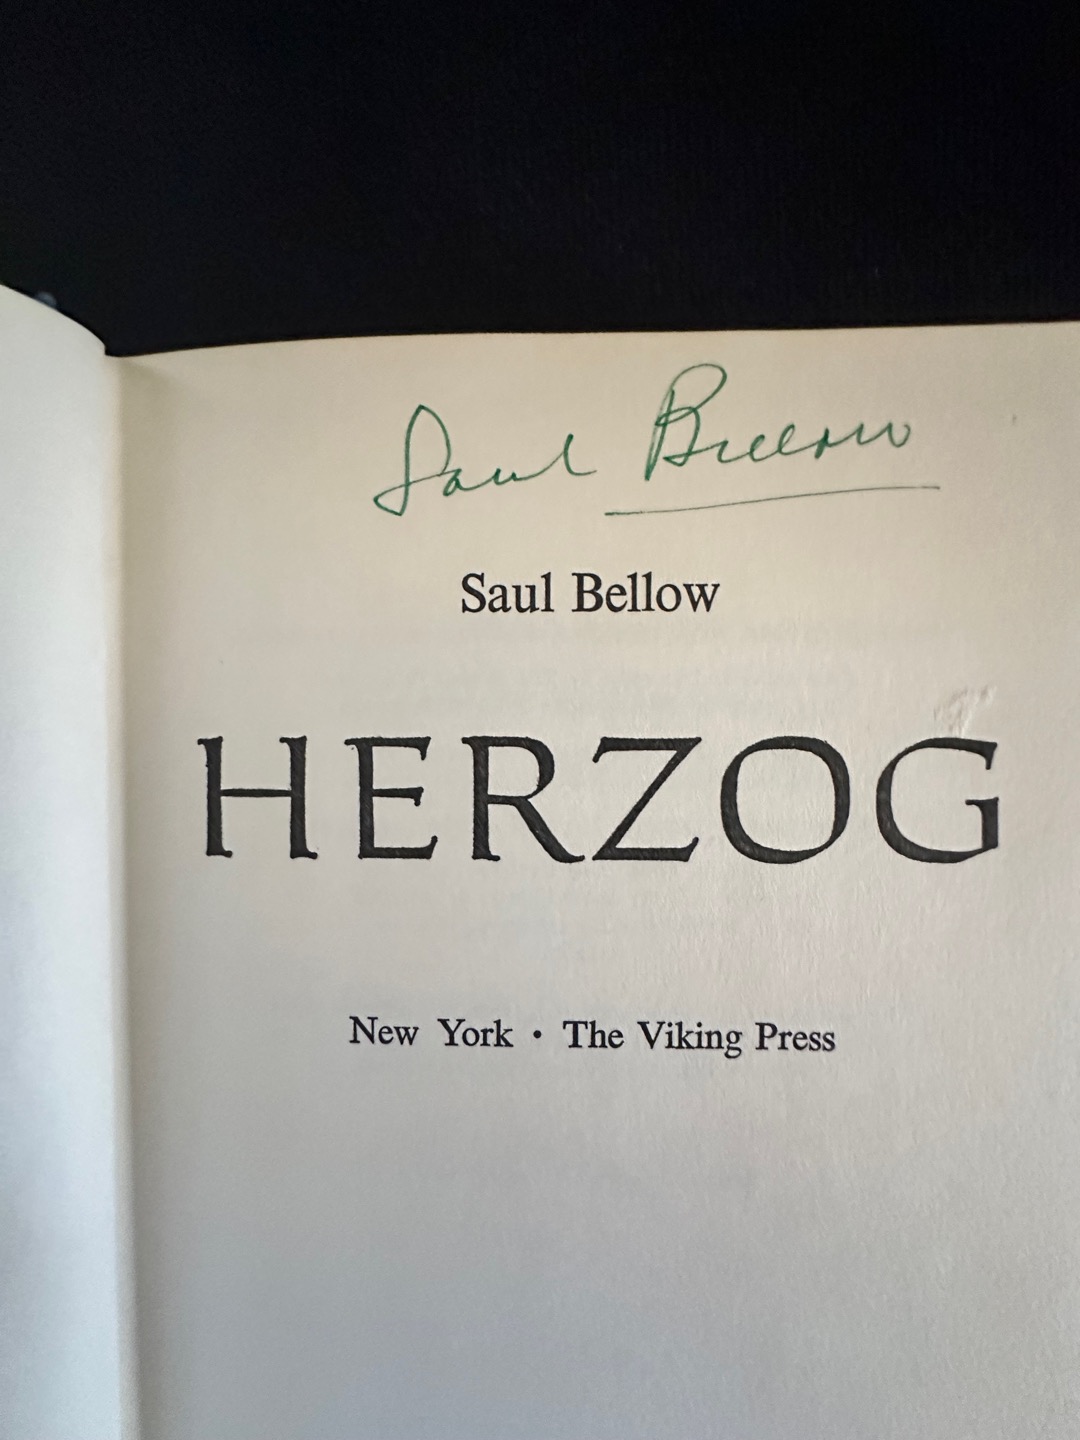 Saul Bellow
Saul Bellow
HERZOG
New York • The Viking Press